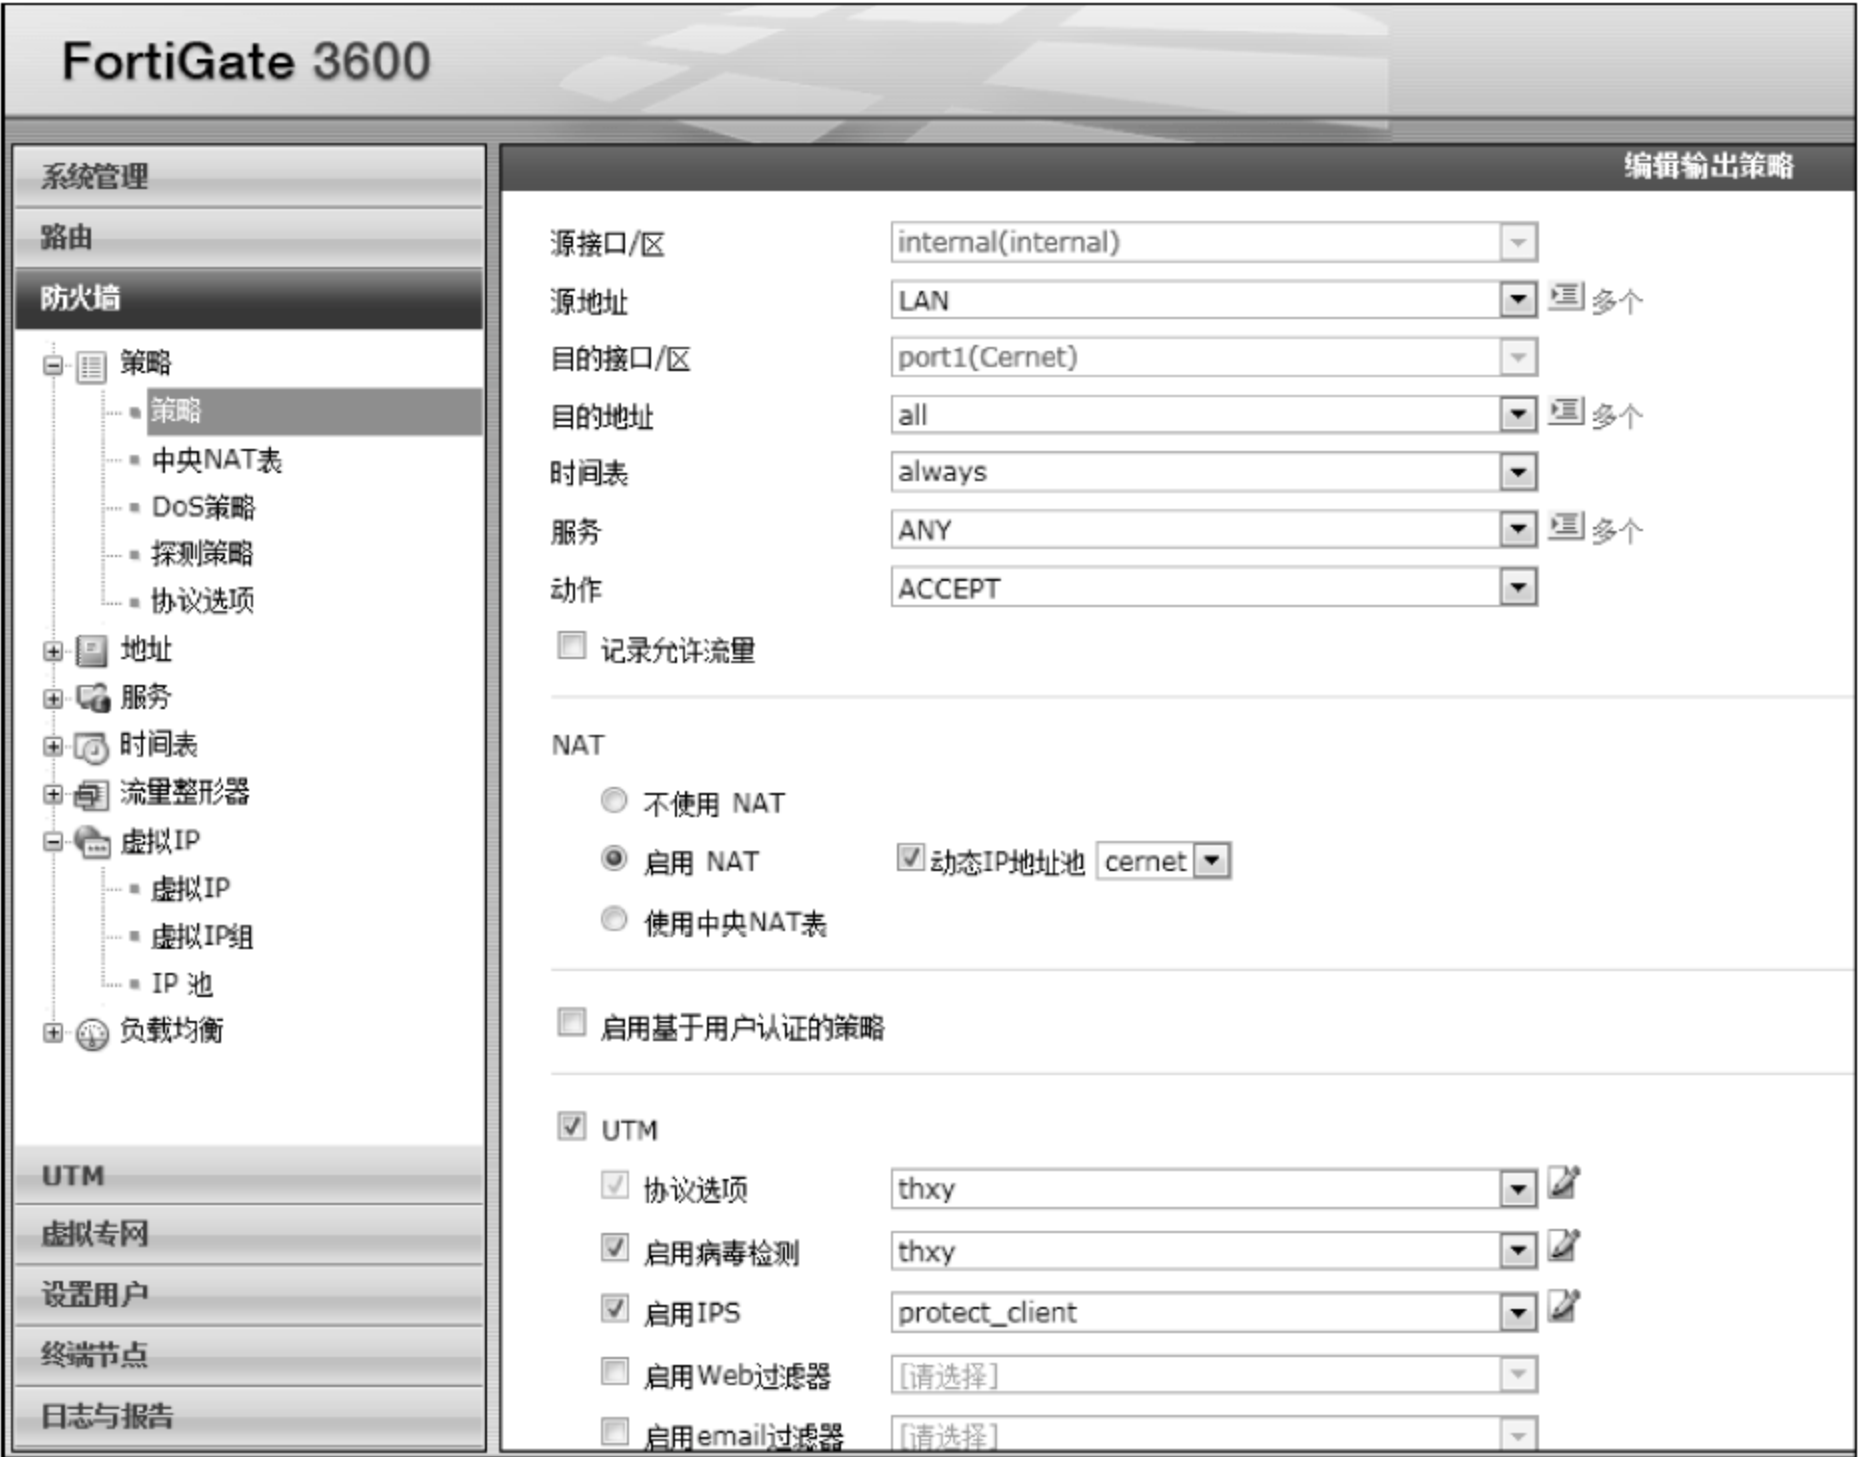 FortiGate 3600
系统管理
路由
防火墙
策略
策略
中央NAT表
DoS策略
探测策略
协议选项
地址
服务
时间表
流量整形器
虚拟IP
虚拟IP
虚拟IP组
IP 池
负载均衡
UTM
虚拟专网
设置用户
终端节点
日志与报告
编辑输出策略
源接口/区 internal(internal)
源地址 LAN 多个
目的接口/区 port1(Cernet)
目的地址 all 多个
时间表 always
服务 ANY 多个
动作 ACCEPT
记录允许流量
NAT
不使用 NAT
启用 NAT 动态IP地址池 cernet
使用中央NAT表
启用基于用户认证的策略
UTM
协议选项 thxy
启用病毒检测 thxy
启用IPS protect_client
启用Web过滤器 [请选择]
启用email过滤器 [请选择]